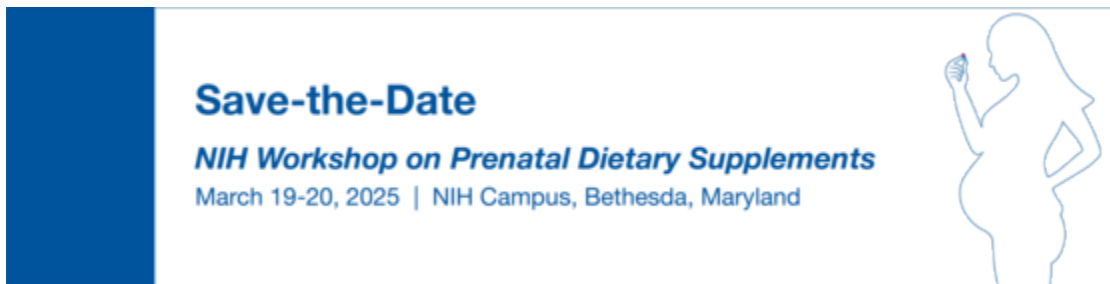 Save-the-Date
NIH Workshop on Prenatal Dietary Supplements
March 19-20, 2025 | NIH Campus, Bethesda, Maryland